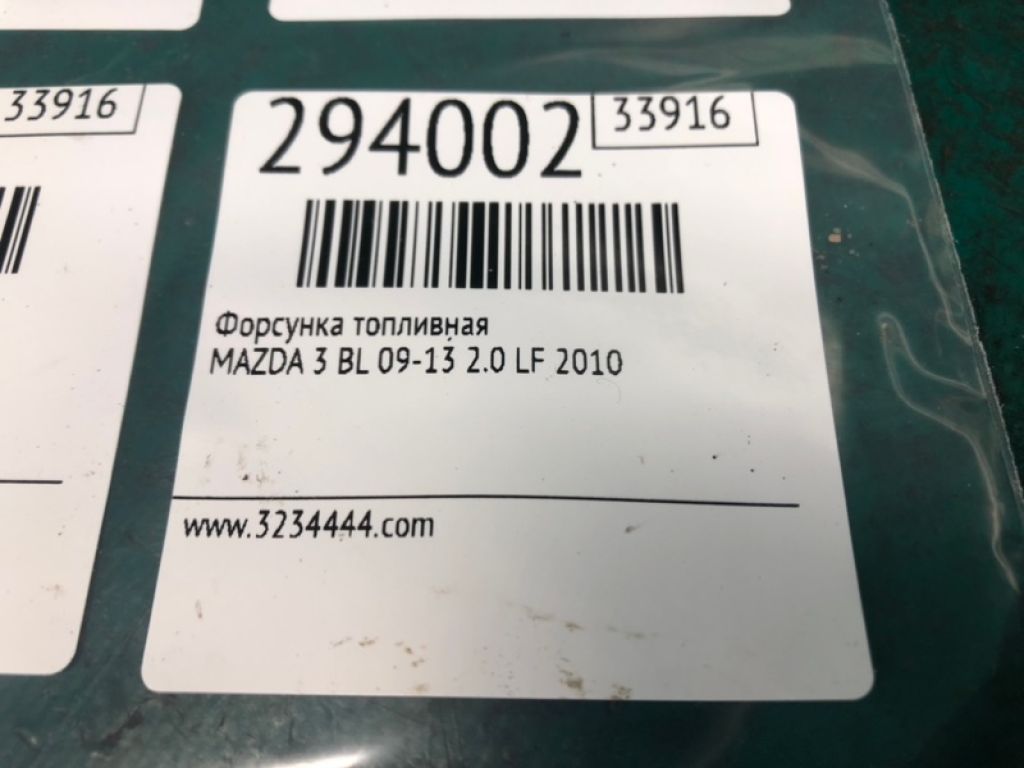 33916
294002
33916
Форсунка топливная
MAZDA 3 BL 09-13 2.0 LF 2010
www.3234444.com